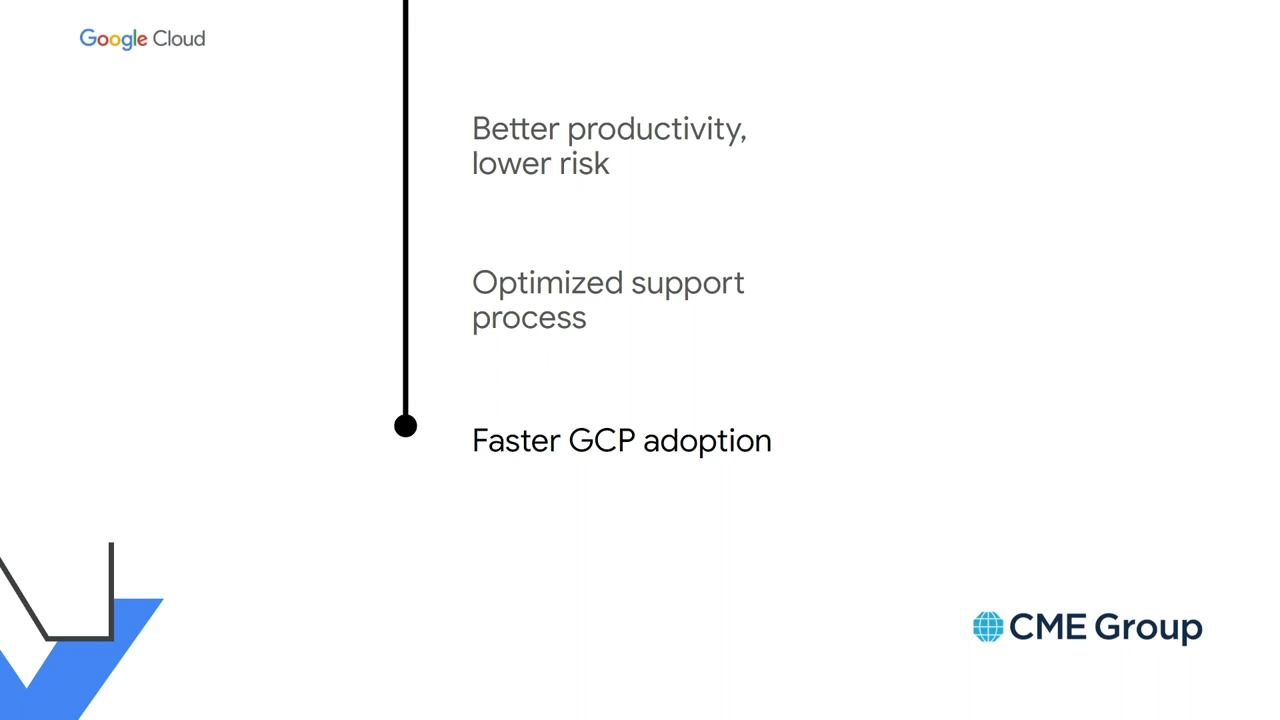 Google Cloud
Better productivity,
lower risk
Optimized support
process
Faster GCP adoption
CME Group